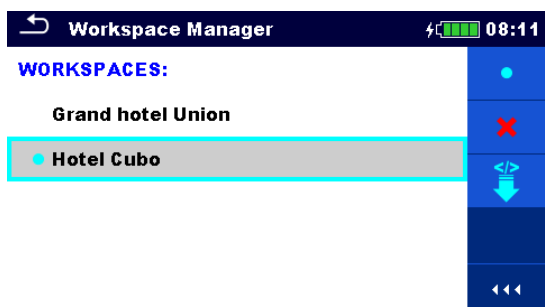 Workspace Manager 08:11
WORKSPACES:
Grand hotel Union
Hotel Cubo
</>